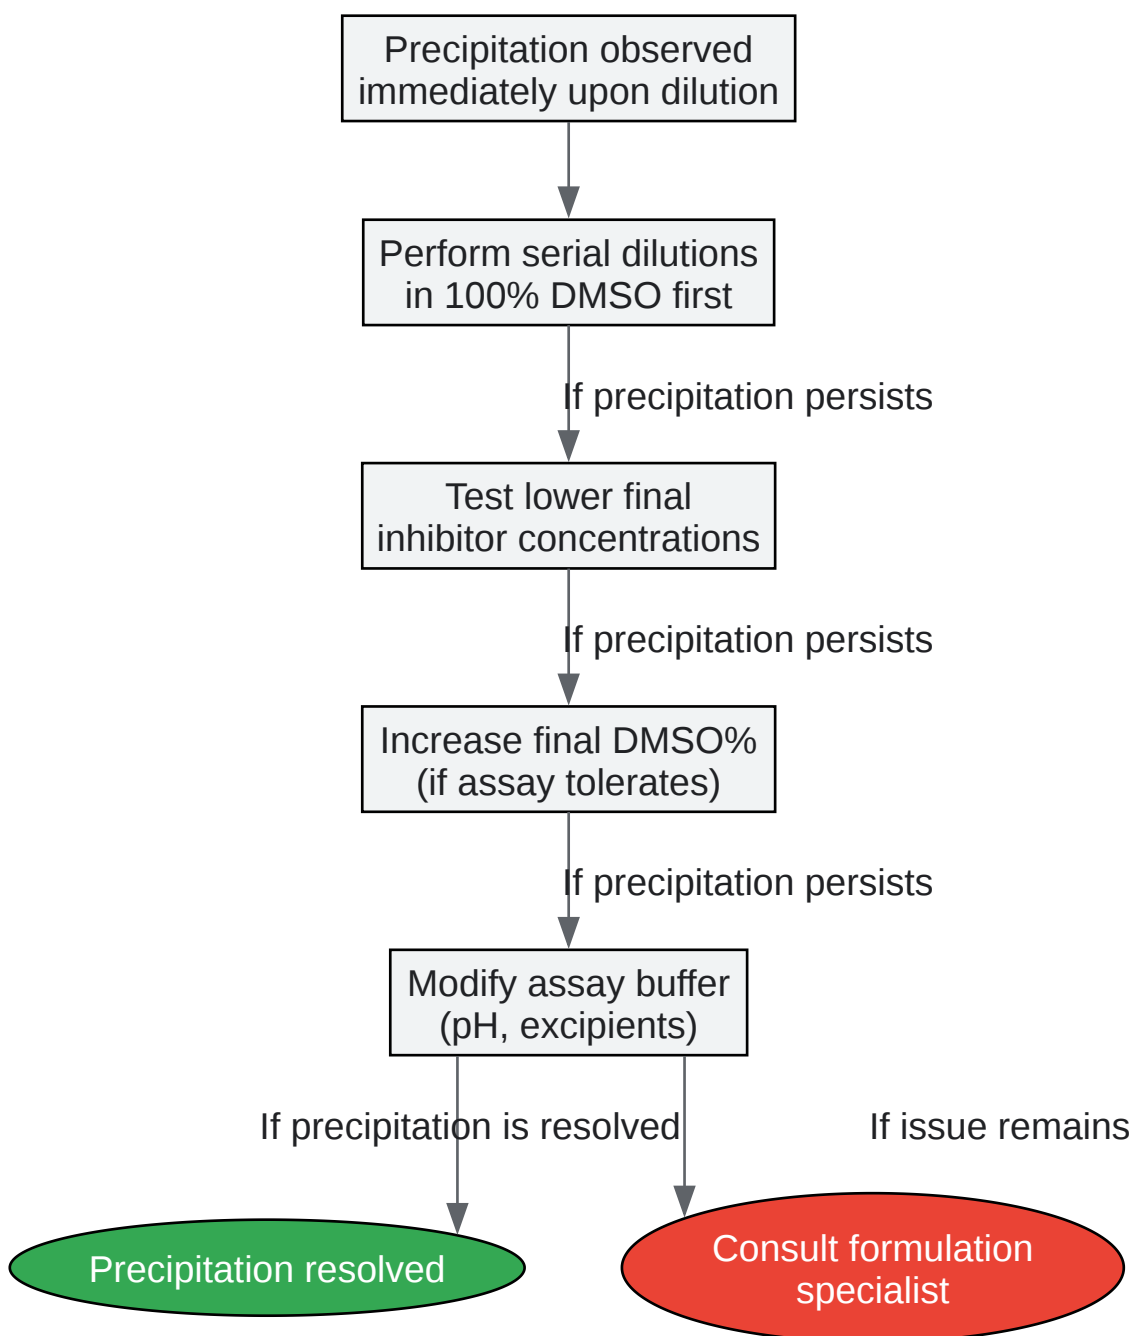 Precipitation observed
immediately upon dilution
Perform serial dilutions
in 100% DMSO first
If precipitation persists
Test lower final
inhibitor concentrations
If precipitation persists
Increase final DMSO%
(if assay tolerates)
If precipitation persists
Modify assay buffer
(pH, excipients)
If precipitation is resolved
If issue remains
Precipitation resolved
Consult formulation
specialist